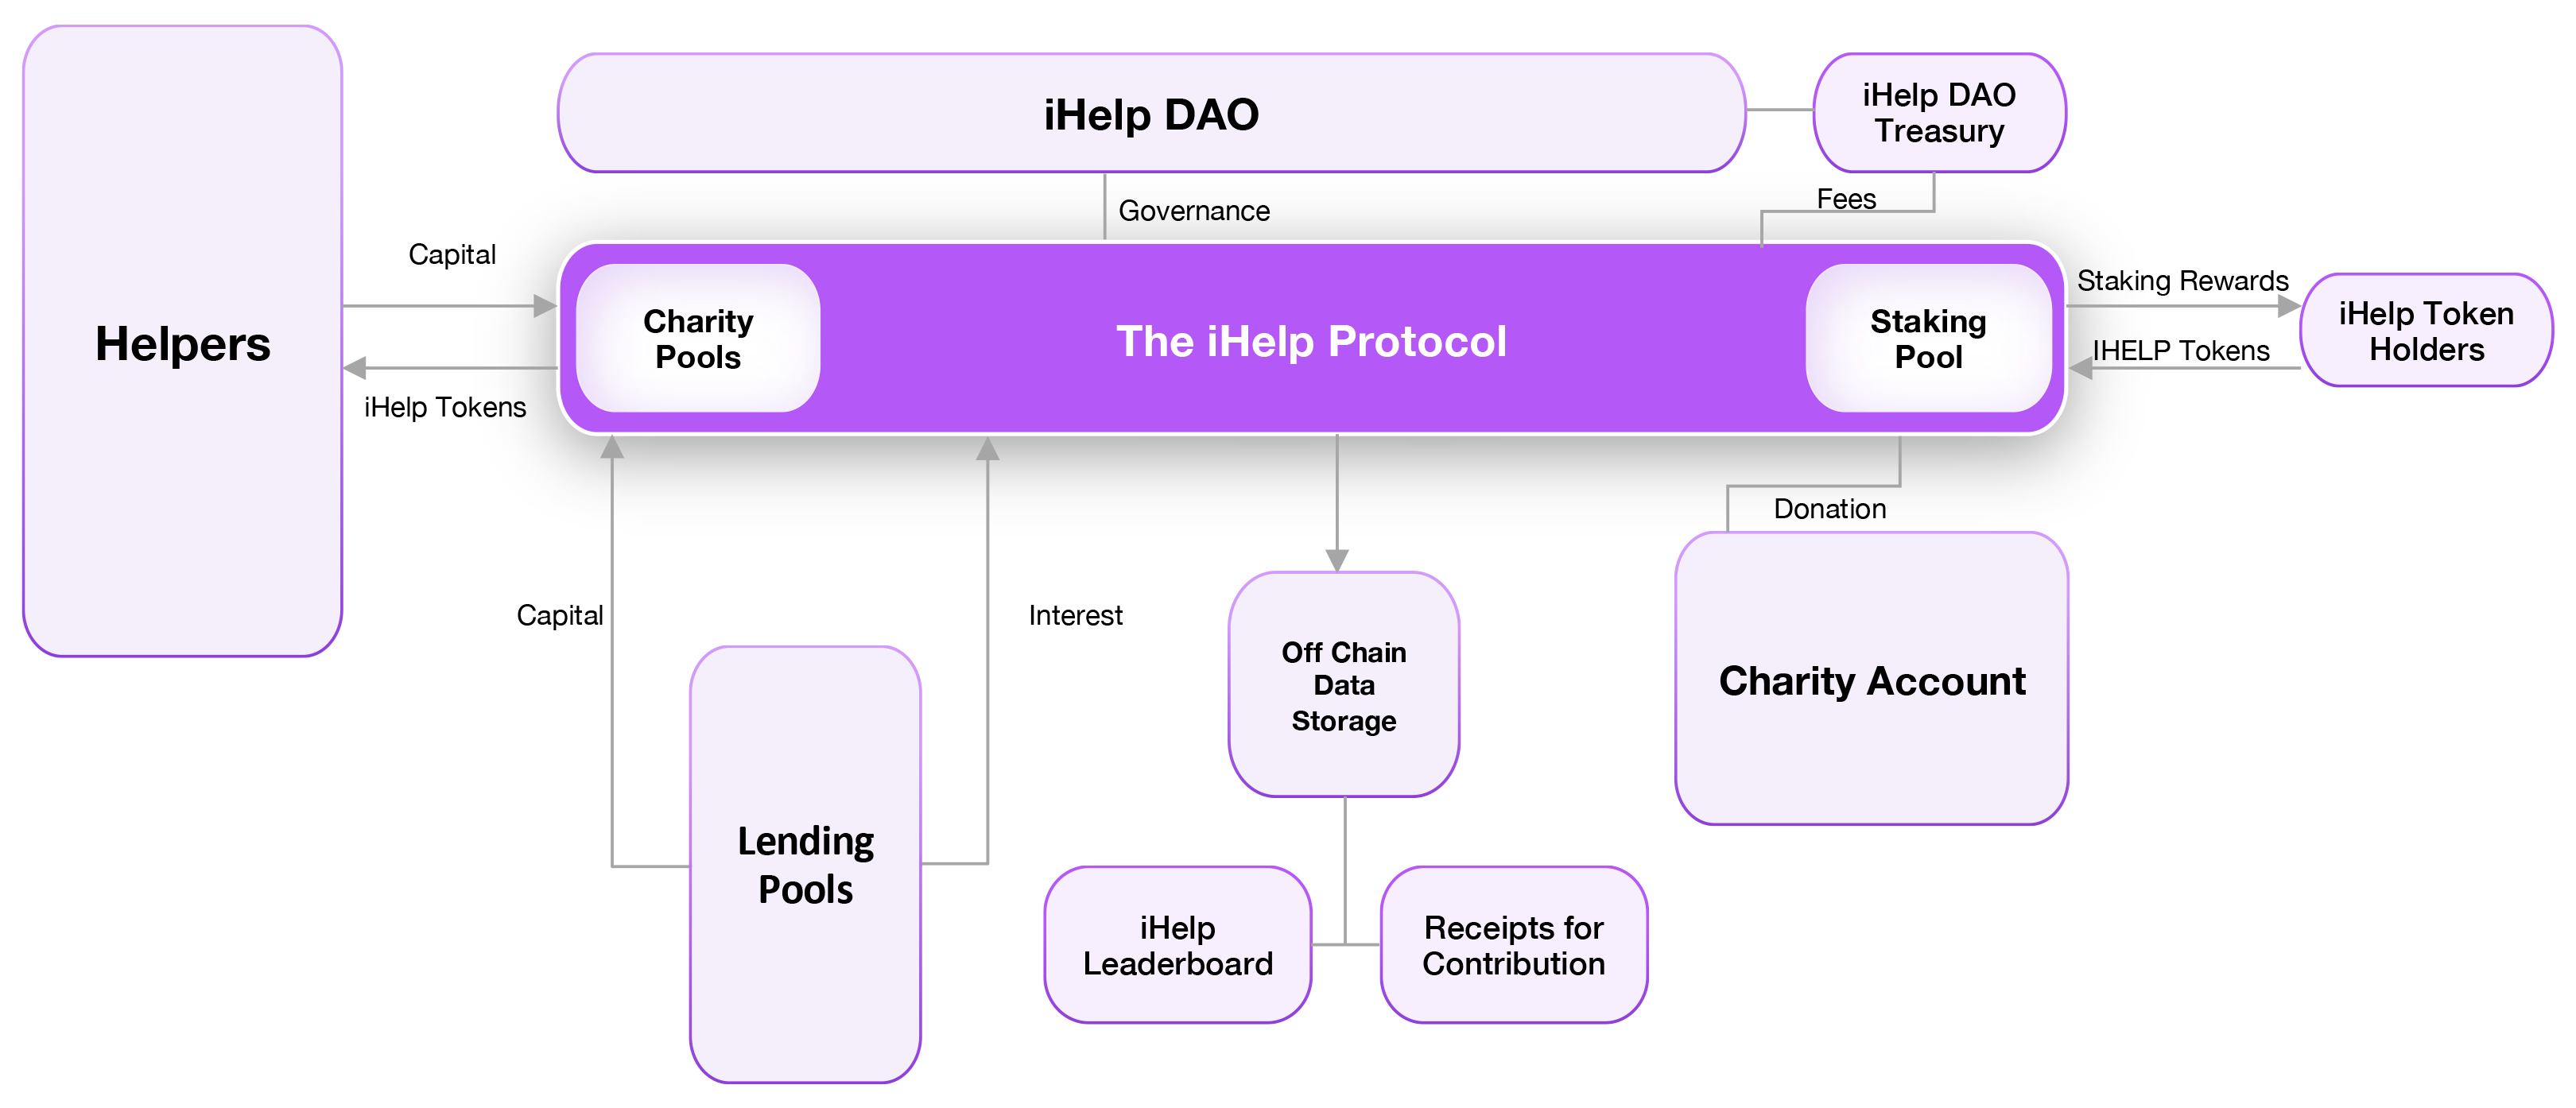 iHelp DAO
iHelp DAO
Treasury
Governance
Fees
Helpers
Capital
iHelp Tokens
Charity
Pools
The iHelp Protocol
Staking
Pool
Staking Rewards
IHELP Tokens
iHelp Token
Holders
Capital
Interest
Donation
Lending
Pools
Off Chain
Data
Storage
Charity Account
iHelp
Leaderboard
Receipts for
Contribution